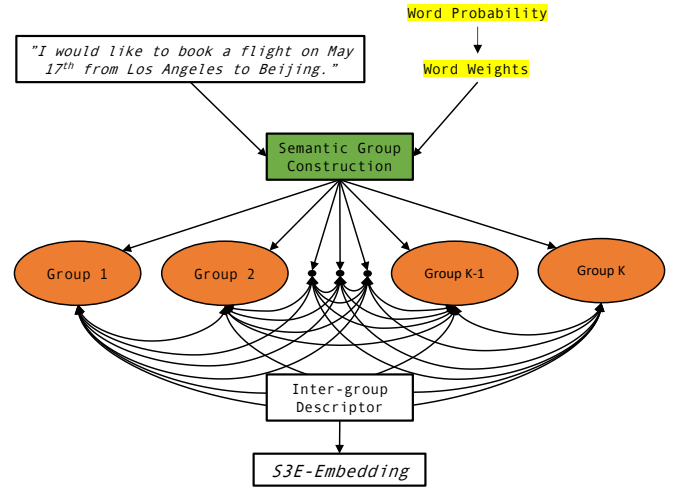 Word Probability
"I would like to book a flight on May
17th from Los Angeles to Beijing."
Word Weights
Semantic Group
Construction
Group 1
Group 2
Group K-1
Group K
Inter-group
Descriptor
S3E-Embedding